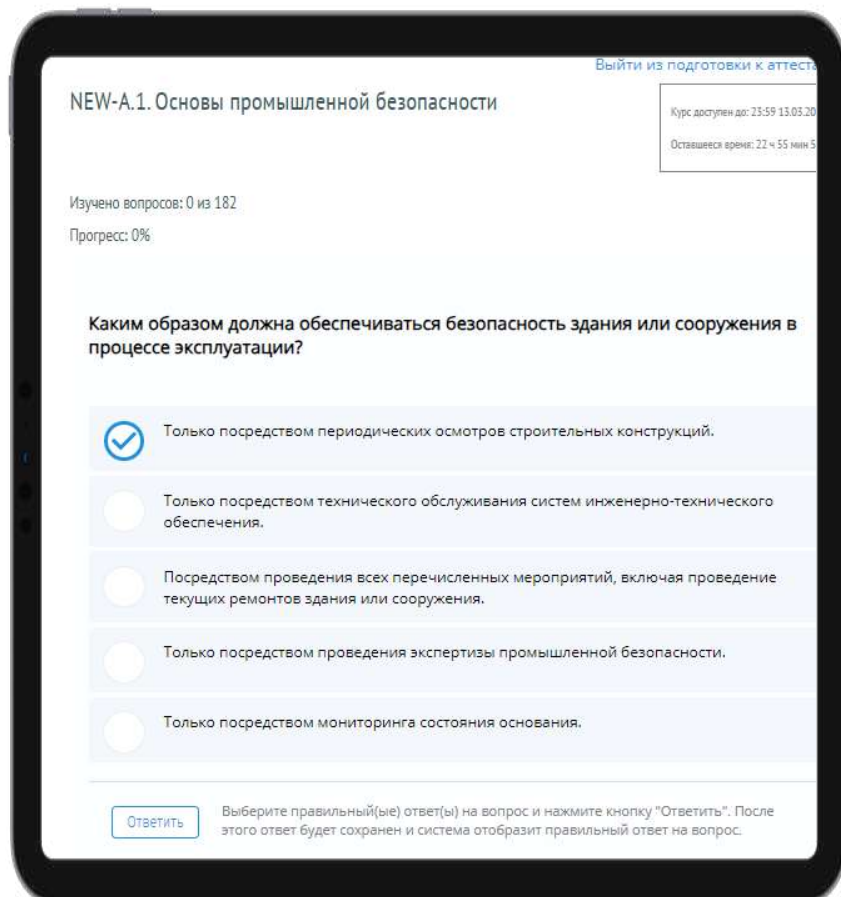 Выйти из подготовки к аттеста
NEW-A.1. Основы промышленной безопасности
Курс доступен до: 23:59 13.03.20
Оставшееся время: 22 ч 55 мин 5
Изучено вопросов: 0 из 182
Прогресс: 0%
Каким образом должна обеспечиваться безопасность здания или сооружения в
процессе эксплуатации?
Только посредством периодических осмотров строительных конструкций.
Только посредством технического обслуживания систем инженерно-технического
обеспечения.
Посредством проведения всех перечисленных мероприятий, включая проведение
текущих ремонтов здания или сооружения.
Только посредством проведения экспертизы промышленной безопасности.
Только посредством мониторинга состояния основания.
Ответить
Выберите правильный(ые) ответ(ы) на вопрос и нажмите кнопку "Ответить". После
этого ответ будет сохранен и система отобразит правильный ответ на вопрос.